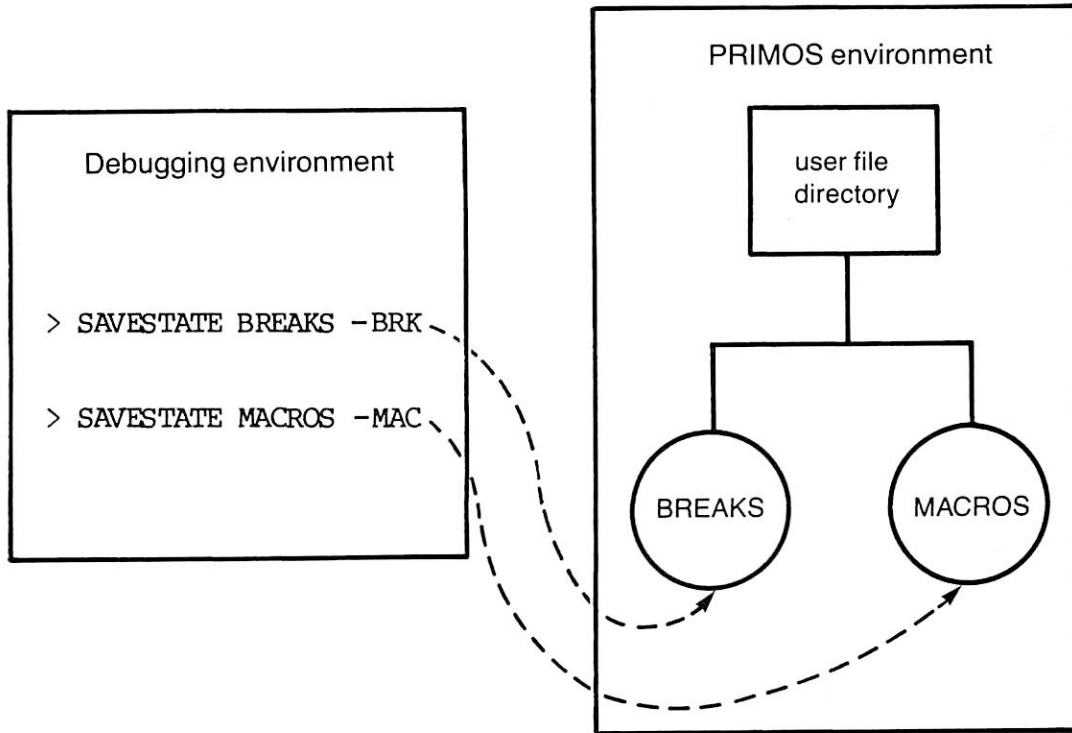 Debugging environment
> SAVESTATE BREAKS -BRK
> SAVESTATE MACROS -MAC
PRIMOS environment
user file
directory
BREAKS
MACROS